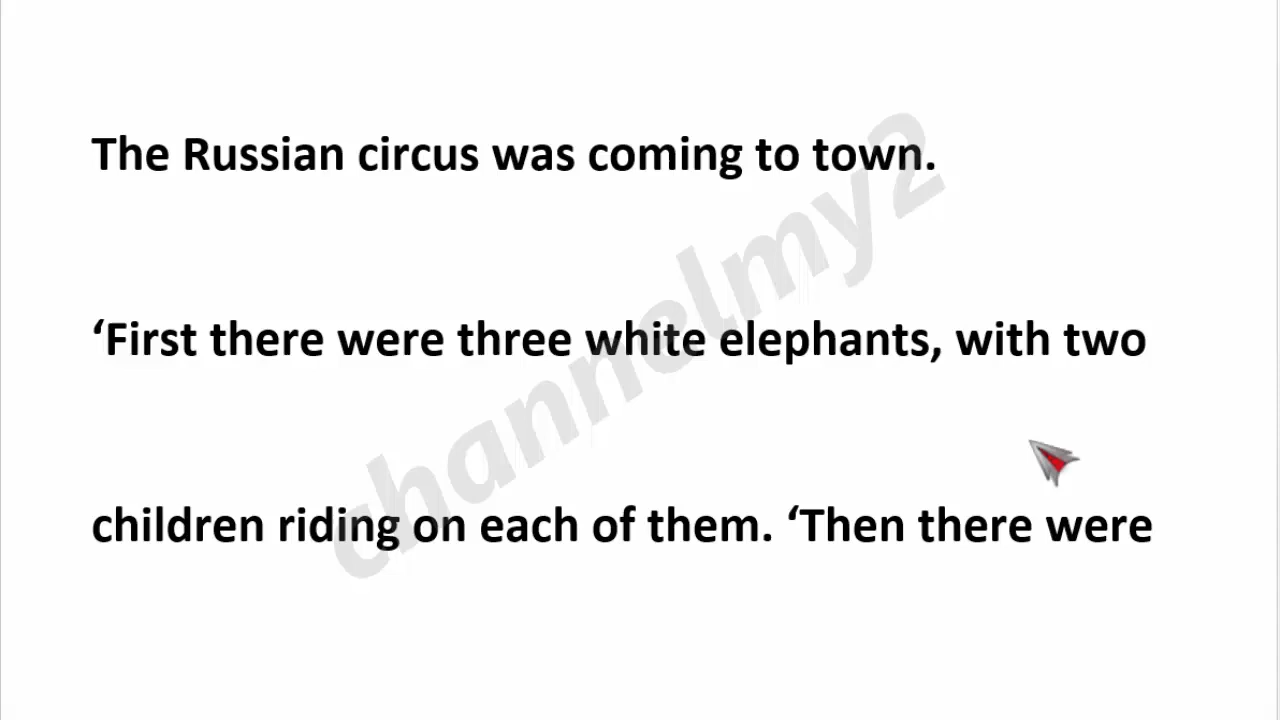 The Russian circus was coming to town.
‘First there were three white elephants, with two
children riding on each of them. ‘Then there were
channelmy2